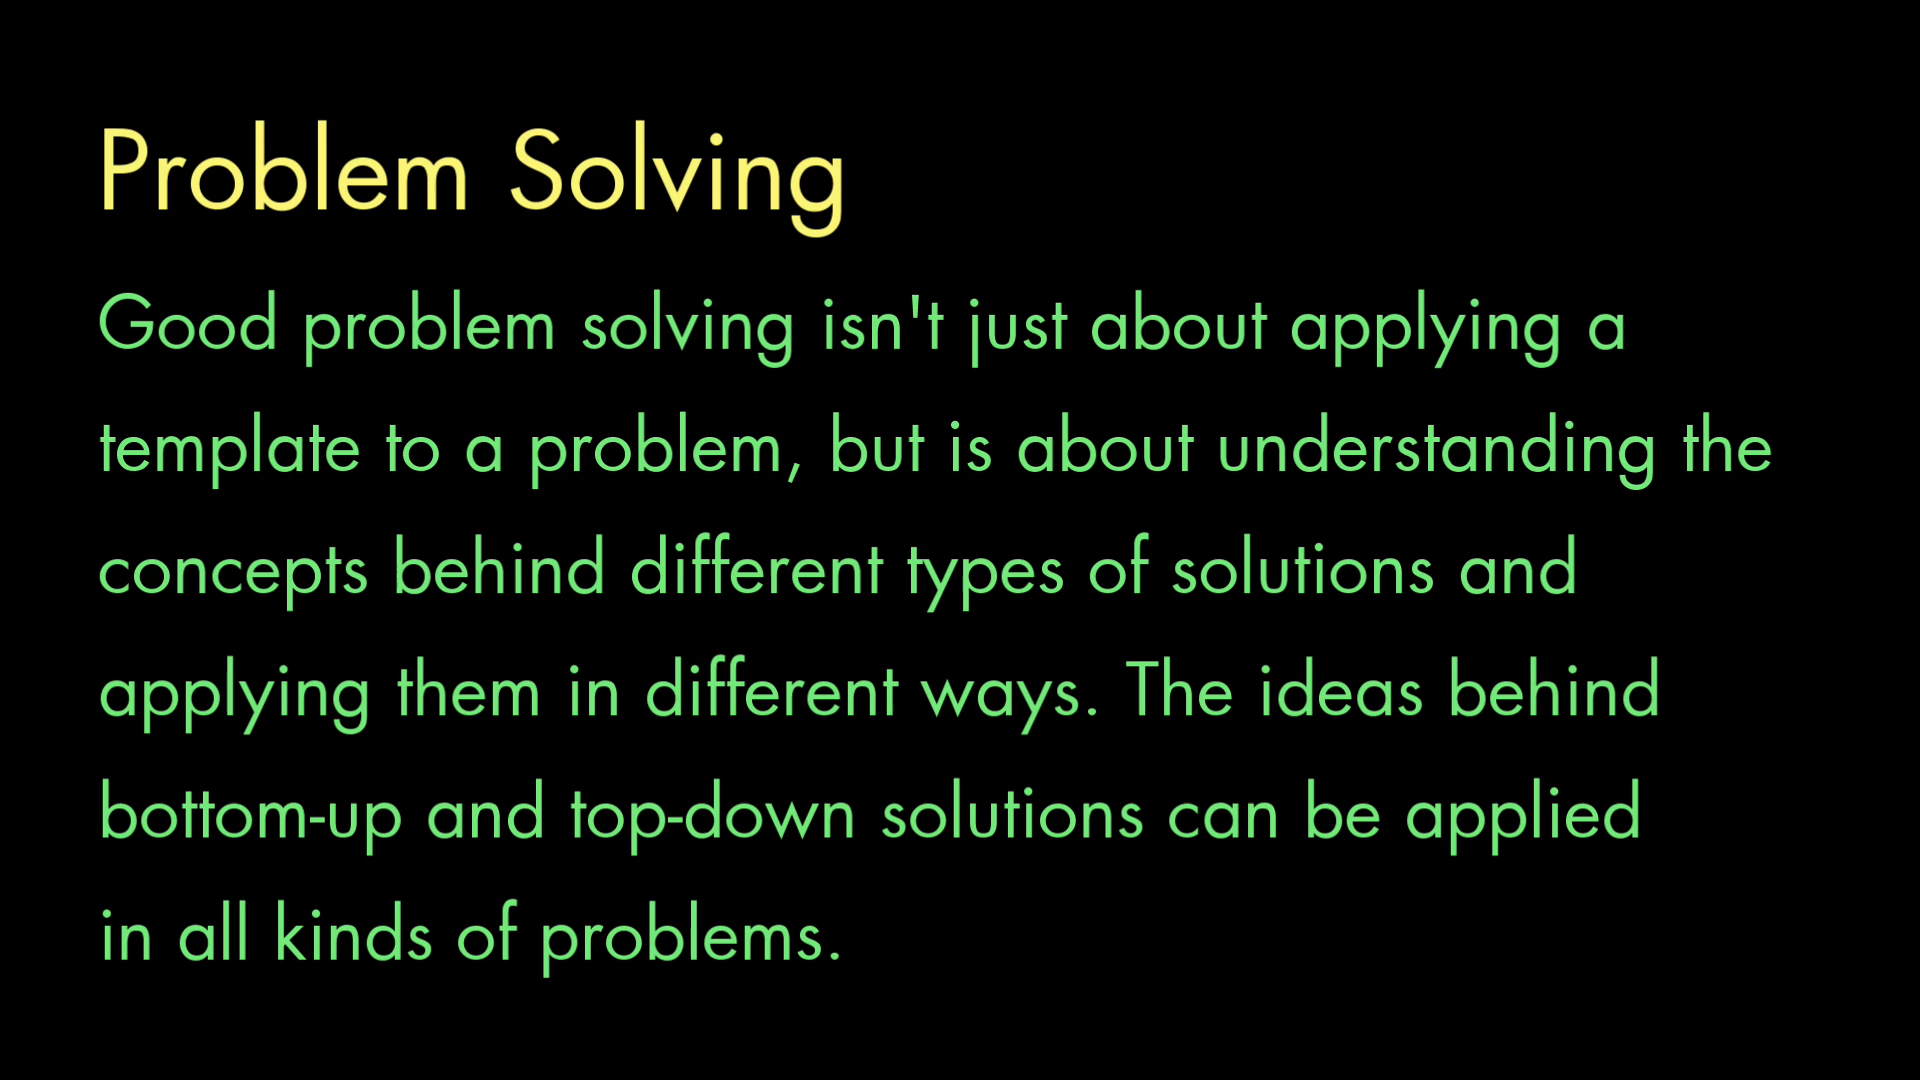 Problem Solving
Good problem solving isn't just about applying a
template to a problem, but is about understanding the
concepts behind different types of solutions and
applying them in different ways. The ideas behind
bottom-up and top-down solutions can be applied
in all kinds of problems.